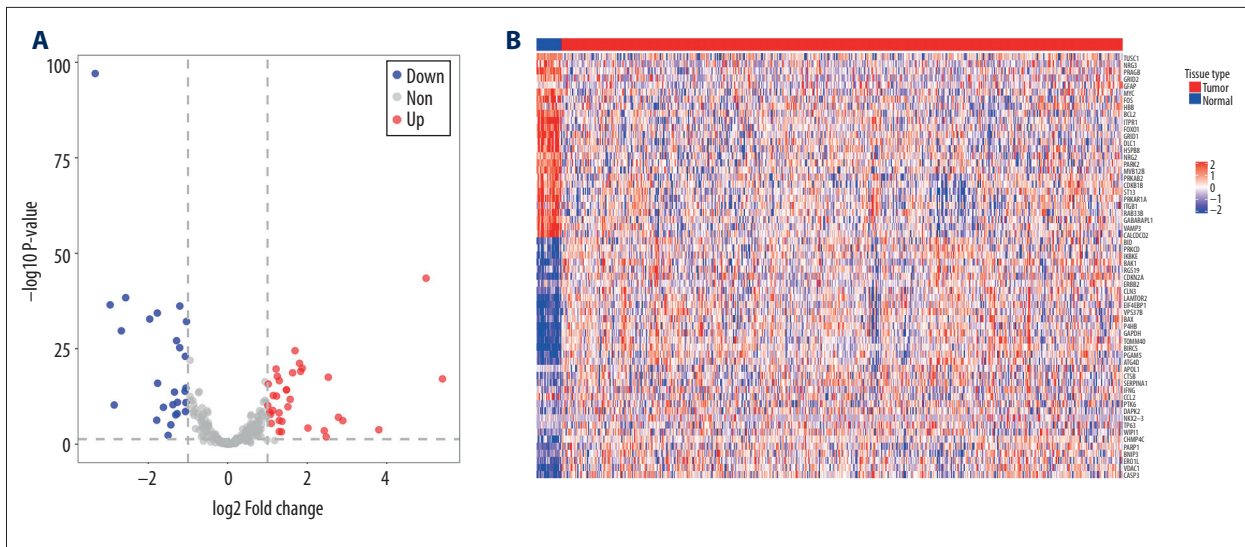 A
100
75
50
25
0
−log10 P-value
−2
0
2
4
log2 Fold change
Down
Non
Up
B
TUSC1
NRG3
PRAGB
GRID2
GFAP
MYC
FOS
HBB
BCL2
ITPR1
FOXO1
GRID1
DLC1
HSPB8
NRG2
PARK2
MVB12B
PRKAB2
CDKB1B
ST13
PRKAR1A
ITGB1
RAB33B
GABARAPL1
VAMP3
CALCOCO2
BID
PRKCD
IKBKE
BAK1
RGS19
CDKN2A
ERBB2
CLN3
LAMTOR2
EIF4EBP1
VPS37B
BAX
P4HB
GAPDH
TOMM40
BIRC5
PGAM5
ATG4D
APOL1
CTSB
SERPINA1
IFNG
CCL2
PTK6
DAPK2
NKX2−3
TP63
WIPI1
CHMP4C
PARP1
BNIP3
ERO1L
VDAC1
CASP3
Tissue type
Tumor
Normal
2
1
0
−1
−2